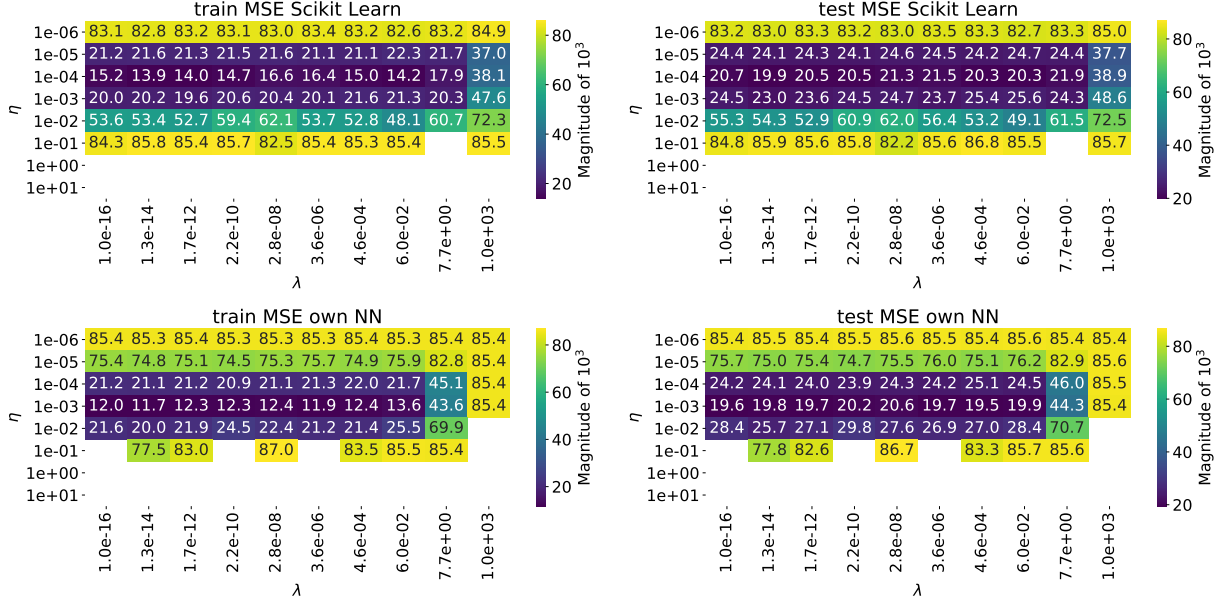 train MSE Scikit Learn
1e-06 83.1 82.8 83.2 83.1 83.0 83.4 83.2 82.6 83.2 84.9
1e-05 21.2 21.6 21.3 21.5 21.6 21.1 21.1 22.3 21.7 37.0
1e-04 15.2 13.9 14.0 14.7 16.6 16.4 15.0 14.2 17.9 38.1
1e-03 20.0 20.2 19.6 20.6 20.4 20.1 21.6 21.3 20.3 47.6
1e-02 53.6 53.4 52.7 59.4 62.1 53.7 52.8 48.1 60.7 72.3
1e-01 84.3 85.8 85.4 85.4 82.5 85.4 85.3 85.4 85.5
1e+00
1e+01
η
1.0e-16 1.3e-14 1.7e-12 2.2e-10 2.8e-08 3.6e-06 4.6e-04 6.0e-02 7.7e+00 1.0e+03
λ
80
60
40
20
Magnitude of 10³
test MSE Scikit Learn
1e-06 83.2 83.0 83.3 83.2 83.2 83.5 83.3 82.7 83.3 85.0
1e-05 24.4 24.1 24.3 24.1 24.6 24.5 24.7 24.7 24.4 37.7
1e-04 20.7 19.9 20.5 20.5 21.3 21.5 20.3 20.3 21.9 38.9
1e-03 24.5 23.0 23.6 24.5 24.7 23.7 25.4 25.6 24.3 48.6
1e-02 55.3 54.3 52.9 60.9 62.0 56.4 53.2 49.1 61.5 72.5
1e-01 84.8 85.9 85.6 85.8 82.2 85.6 86.8 85.5 85.7
1e+00
1e+01
η
1.0e-16 1.3e-14 1.7e-12 2.2e-10 2.8e-08 3.6e-06 4.6e-04 6.0e-02 7.7e+00 1.0e+03
λ
80
60
40
20
Magnitude of 10³
train MSE own NN
1e-06 85.4 85.3 85.3 85.4 85.3 85.3 85.4 85.3 85.4 85.4
1e-05 75.4 74.8 75.1 74.5 75.3 75.7 74.9 75.9 82.8 85.4
1e-04 21.2 21.1 21.2 20.9 21.1 21.3 22.0 21.7 45.1 85.4
1e-03 12.0 11.7 12.3 12.3 12.4 11.9 12.4 13.6 43.6 85.4
1e-02 21.6 20.0 21.9 24.5 22.4 21.2 21.4 25.5 69.9
1e-01 77.5 83.0 87.0 83.5 85.5 85.4
1e+00
1e+01
η
1.0e-16 1.3e-14 1.7e-12 2.2e-10 2.8e-08 3.6e-06 4.6e-04 6.0e-02 7.7e+00 1.0e+03
λ
80
60
40
20
Magnitude of 10³
test MSE own NN
1e-06 85.4 85.5 85.4 85.5 85.6 85.5 85.5 85.6 85.4 85.4
1e-05 75.7 75.0 75.4 74.7 75.5 76.0 75.1 76.2 82.9 85.6
1e-04 24.2 24.1 24.0 23.9 24.3 24.2 25.1 24.5 46.0 85.5
1e-03 19.6 19.8 19.7 20.2 20.6 19.7 19.5 19.9 44.3 85.4
1e-02 28.4 25.7 27.1 29.8 27.6 26.9 27.0 28.4 70.7
1e-01 77.8 82.6 86.7 83.3 85.7 85.6
1e+00
1e+01
η
1.0e-16 1.3e-14 1.7e-12 2.2e-10 2.8e-08 3.6e-06 4.6e-04 6.0e-02 7.7e+00 1.0e+03
λ
80
60
40
20
Magnitude of 10³